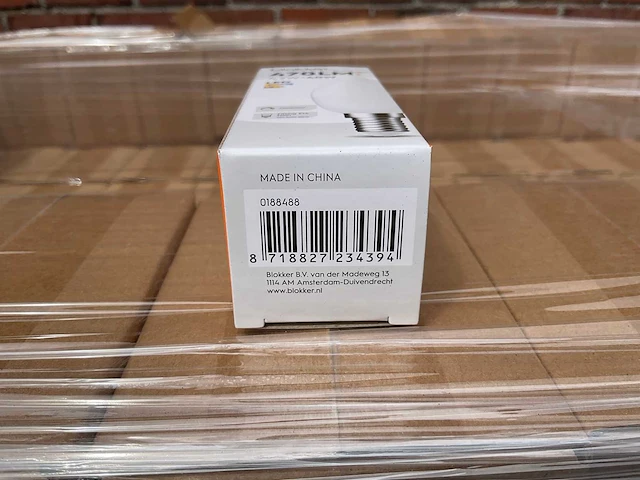 470LM
MADE IN CHINA
0188488
8 718827 234394
Blokker B.V. van der Madeweg 13
1114 AM Amsterdam-Duivendrecht
www.blokker.nl